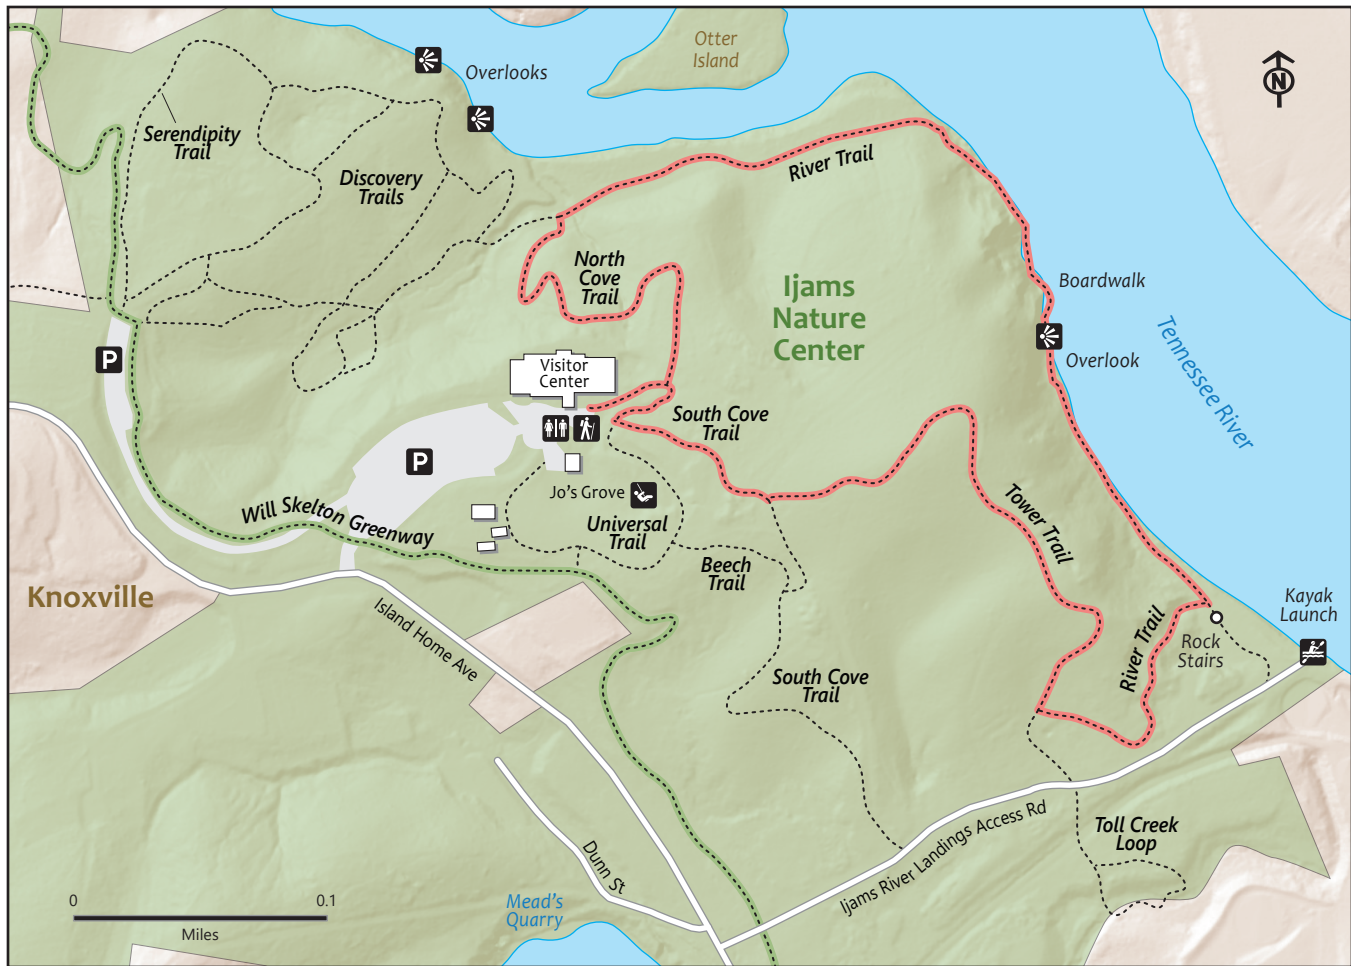 Otter
Island
Overlooks
N
Serendipity
Trail
River Trail
Discovery
Trails
North
Cove
Trail
Ijams
Nature
Center
Boardwalk
Overlook
Tennessee River
P
Visitor
Center
South Cove
Trail
P
Jo's Grove
Universal
Trail
Will Skelton Greenway
Tower Trail
Beech
Trail
Knoxville
Island Home Ave
Kayak
Launch
River Trail
Rock
Stairs
South Cove
Trail
Toll Creek
Loop
Ijams River Landings Access Rd
Dunn St
Mead's
Quarry
0
0.1
Miles